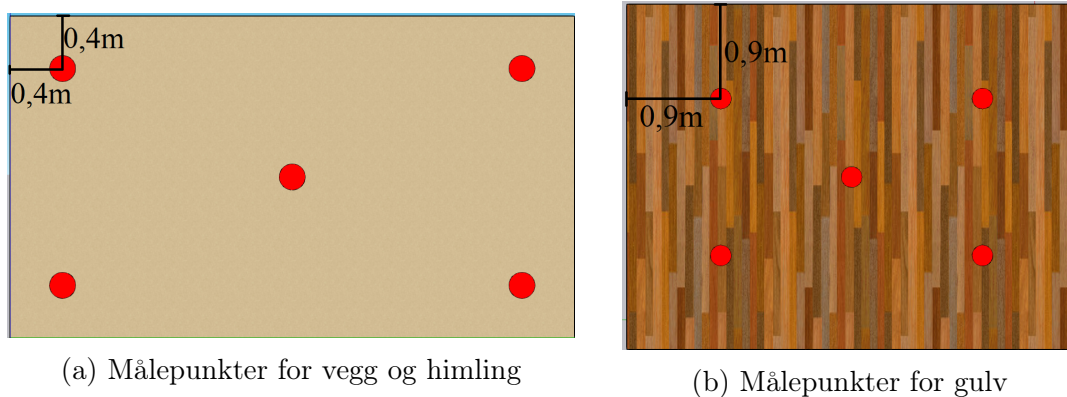 0,4m
0,4m
(a) Målepunkter for vegg og himling
0,9m
0,9m
(b) Målepunkter for gulv